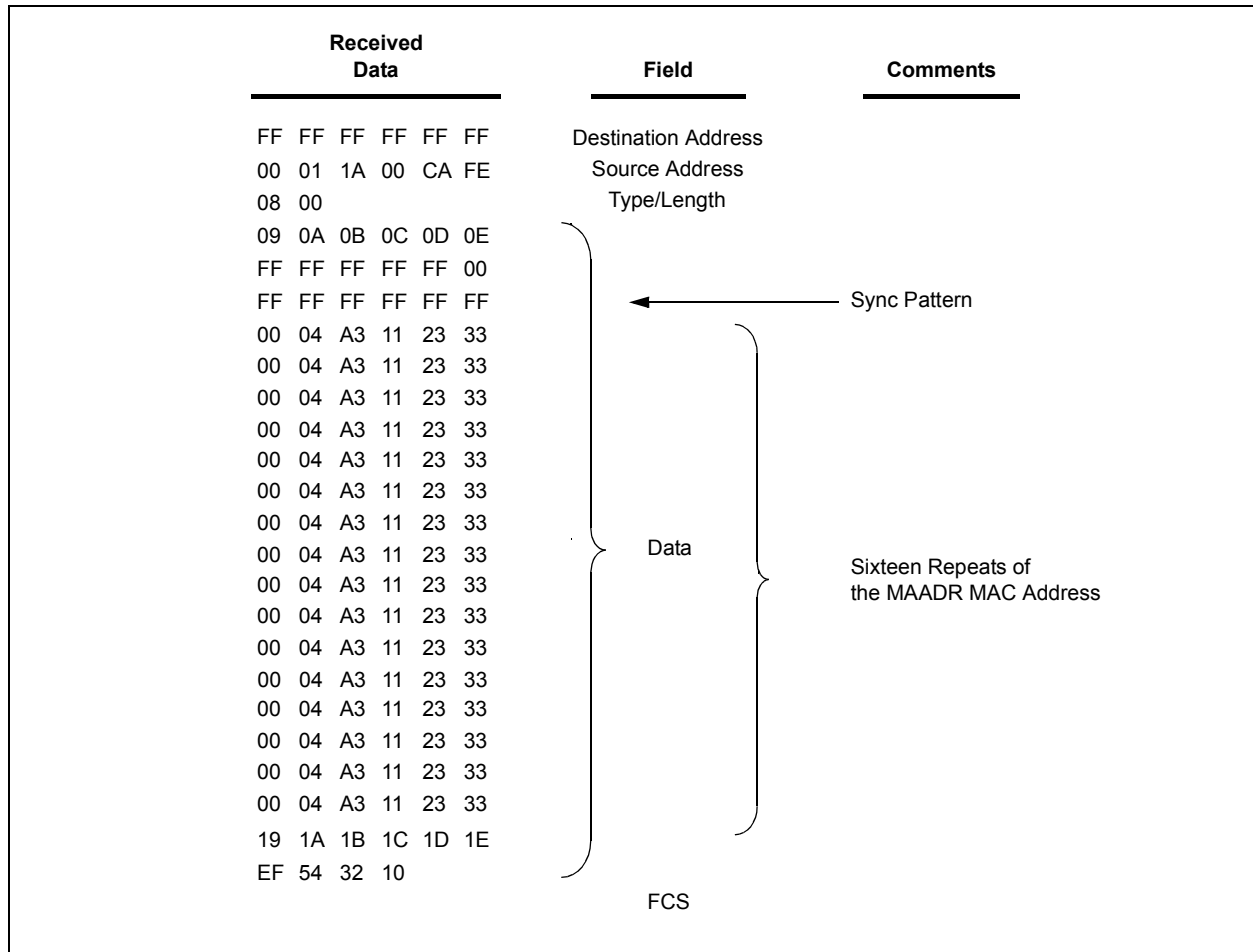 Received Data Field Comments
FF FF FF FF FF FF Destination Address
00 01 1A 00 CA FE Source Address
08 00 Type/Length
09 0A 0B 0C 0D 0E
FF FF FF FF FF 00
FF FF FF FF FF FF Sync Pattern
00 04 A3 11 23 33
00 04 A3 11 23 33
00 04 A3 11 23 33
00 04 A3 11 23 33
00 04 A3 11 23 33
00 04 A3 11 23 33
00 04 A3 11 23 33
00 04 A3 11 23 33 Data
00 04 A3 11 23 33 Sixteen Repeats of
00 04 A3 11 23 33 the MAADR MAC Address
00 04 A3 11 23 33
00 04 A3 11 23 33
00 04 A3 11 23 33
00 04 A3 11 23 33
00 04 A3 11 23 33
00 04 A3 11 23 33
19 1A 1B 1C 1D 1E
EF 54 32 10
FCS